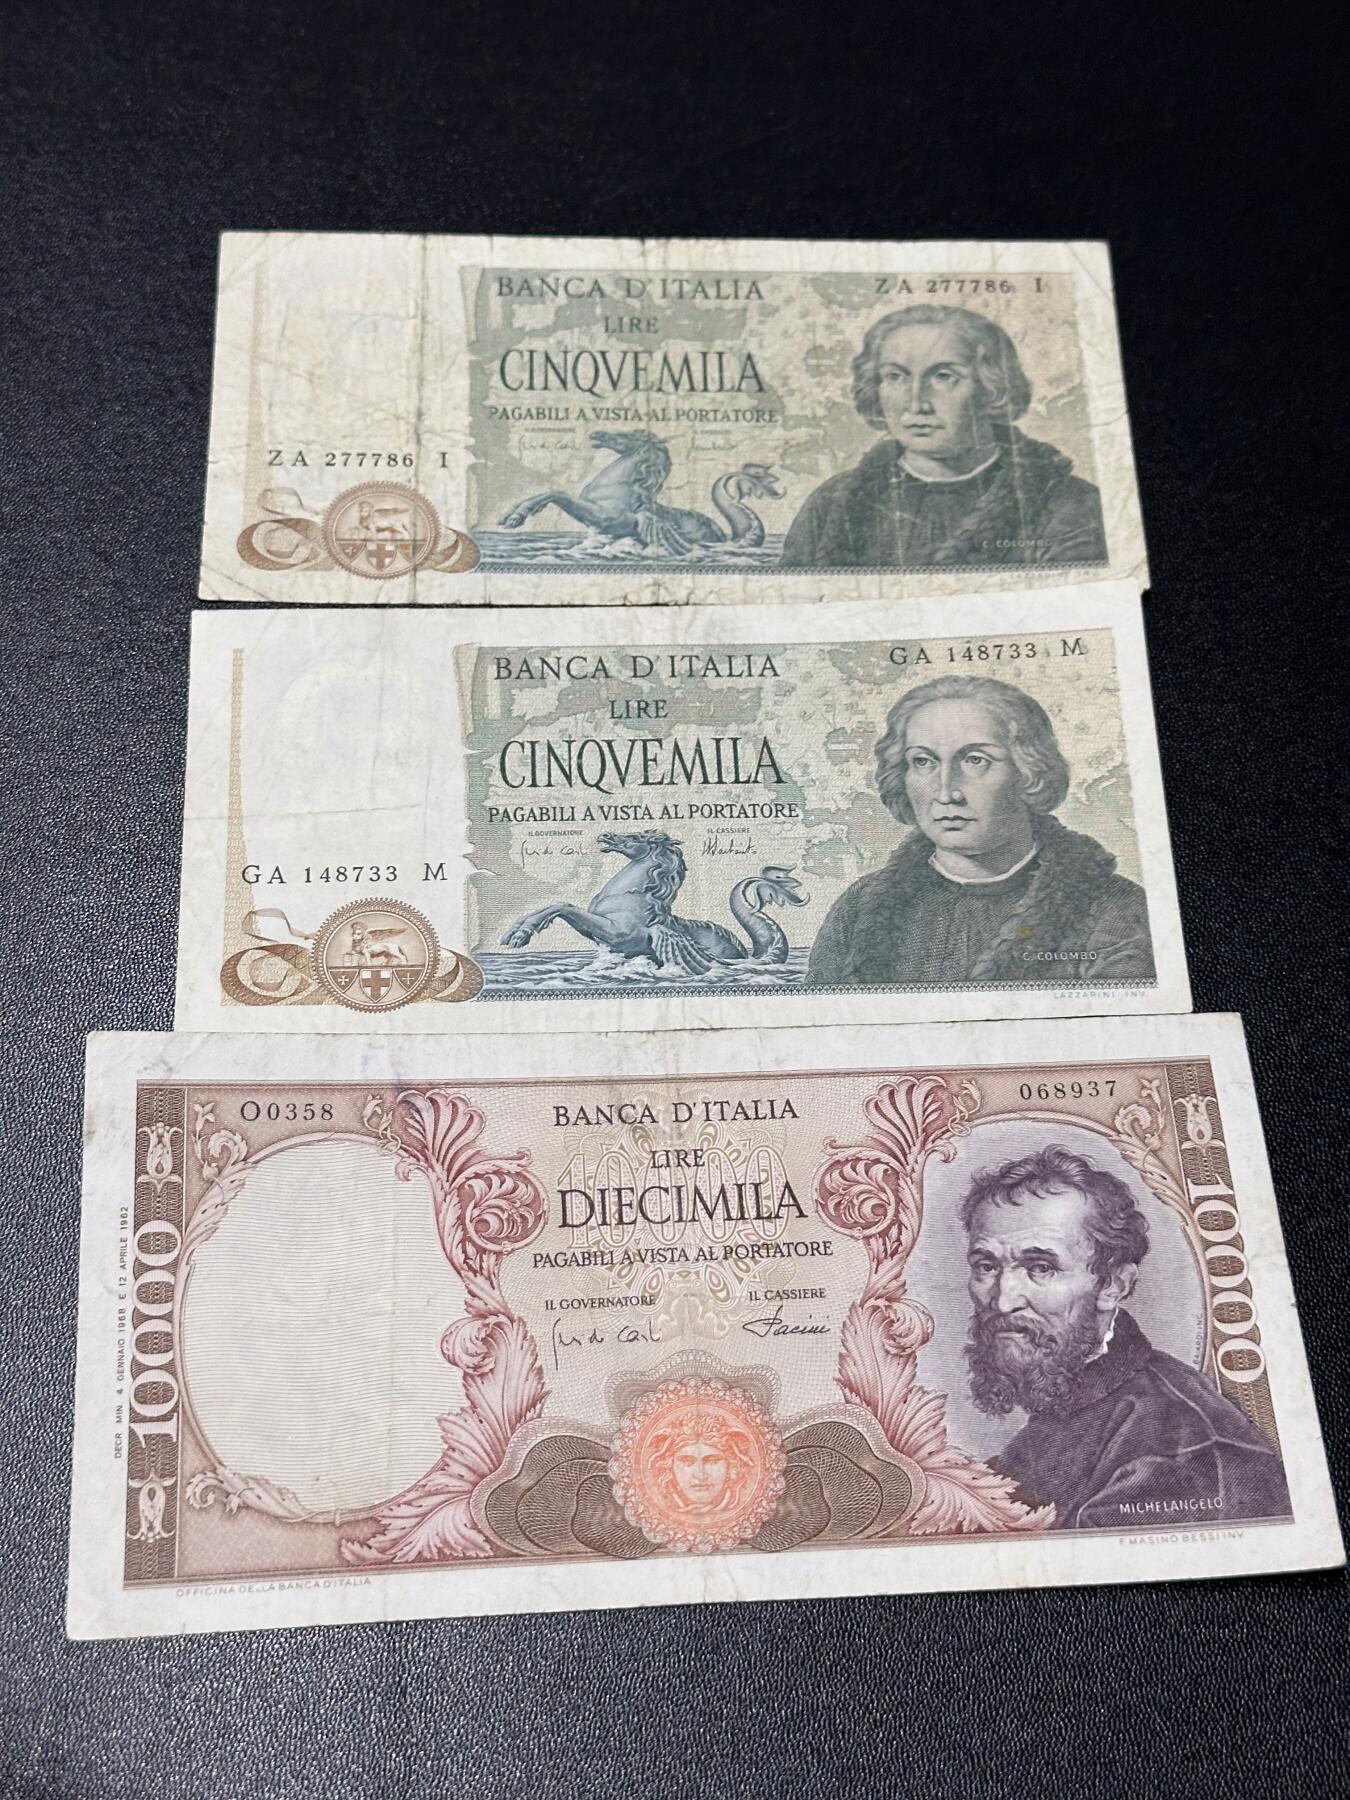 BANCA D'ITALIA
ZA 277786 I
LIRE
CINQVEMILA
PAGABILI A VISTA AL PORTATORE
ZA 277786 I
C. COLOMBO
BANCA D'ITALIA
GA 148733 M
LIRE
CINQVEMILA
PAGABILI A VISTA AL PORTATORE
IL GOVERNATORE
IL CASSIERE
GA 148733 M
C. COLOMBO
LAZZARINI INV.
O0358
068937
BANCA D'ITALIA
LIRE
10000
DIECIMILA
PAGABILI A VISTA AL PORTATORE
IL GOVERNATORE
IL CASSIERE
10000
10000
DECR. MIN. 4 GENNAIO 1968 E 12 APRILE 1962
MICHELANGELO
F. MASINO BESSI INV.
OFFICINA DELLA BANCA D'ITALIA